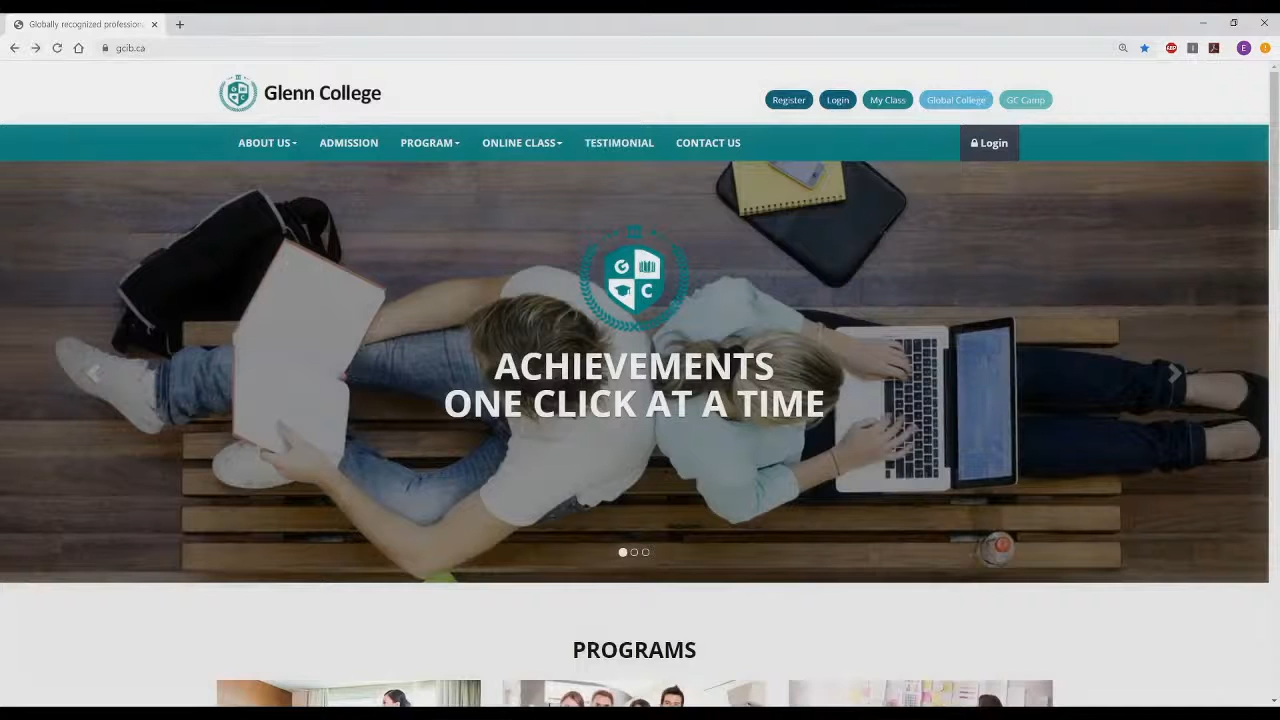 Globally recognized profession
gcib.ca
Glenn College
Register
Login
My Class
Global College
GC Camp
ABOUT US
ADMISSION
PROGRAM
ONLINE CLASS
TESTIMONIAL
CONTACT US
Login
G
C
ACHIEVEMENTS
ONE CLICK AT A TIME
PROGRAMS